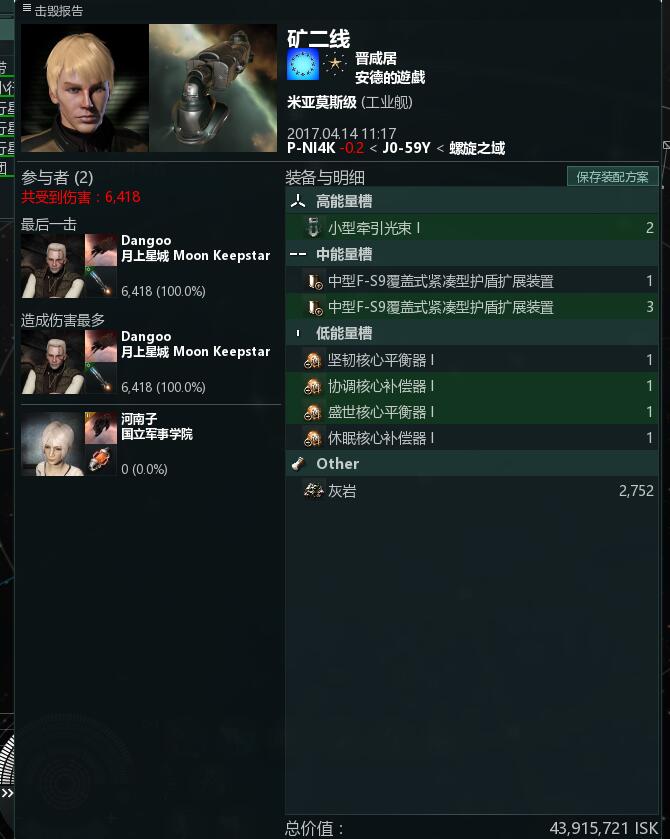 击毁报告
矿二线
晋咸居
安德的遊戲
米亚莫斯级 (工业舰)
2017.04.14 11:17
P-NI4K -0.2 < J0-59Y < 螺旋之域
参与者 (2)
共受到伤害：6,418
最后一击
Dangoo
月上星城 Moon Keepstar
6,418 (100.0%)
造成伤害最多
Dangoo
月上星城 Moon Keepstar
6,418 (100.0%)
河南子
国立军事学院
0 (0.0%)
装备与明细
保存装配方案
高能量槽
小型牵引光束 I 2
中能量槽
中型F-S9覆盖式紧凑型护盾扩展装置 1
中型F-S9覆盖式紧凑型护盾扩展装置 3
低能量槽
坚韧核心平衡器 I 1
协调核心补偿器 I 1
盛世核心平衡器 I 1
休眠核心补偿器 I 1
Other
灰岩 2,752
总价值： 43,915,721 ISK